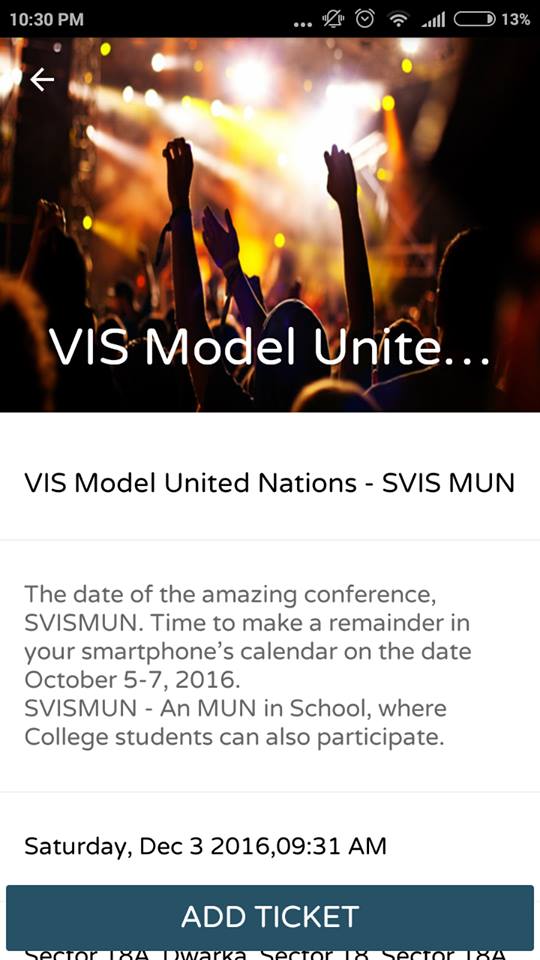 10:30 PM
13%
VIS Model Unite...
VIS Model United Nations - SVIS MUN
The date of the amazing conference,
SVISMUN. Time to make a remainder in
your smartphone's calendar on the date
October 5-7, 2016.
SVISMUN - An MUN in School, where
College students can also participate.
Saturday, Dec 3 2016,09:31 AM
ADD TICKET
Sector 18A, Dwarka, Sector 18, Sector 18A,